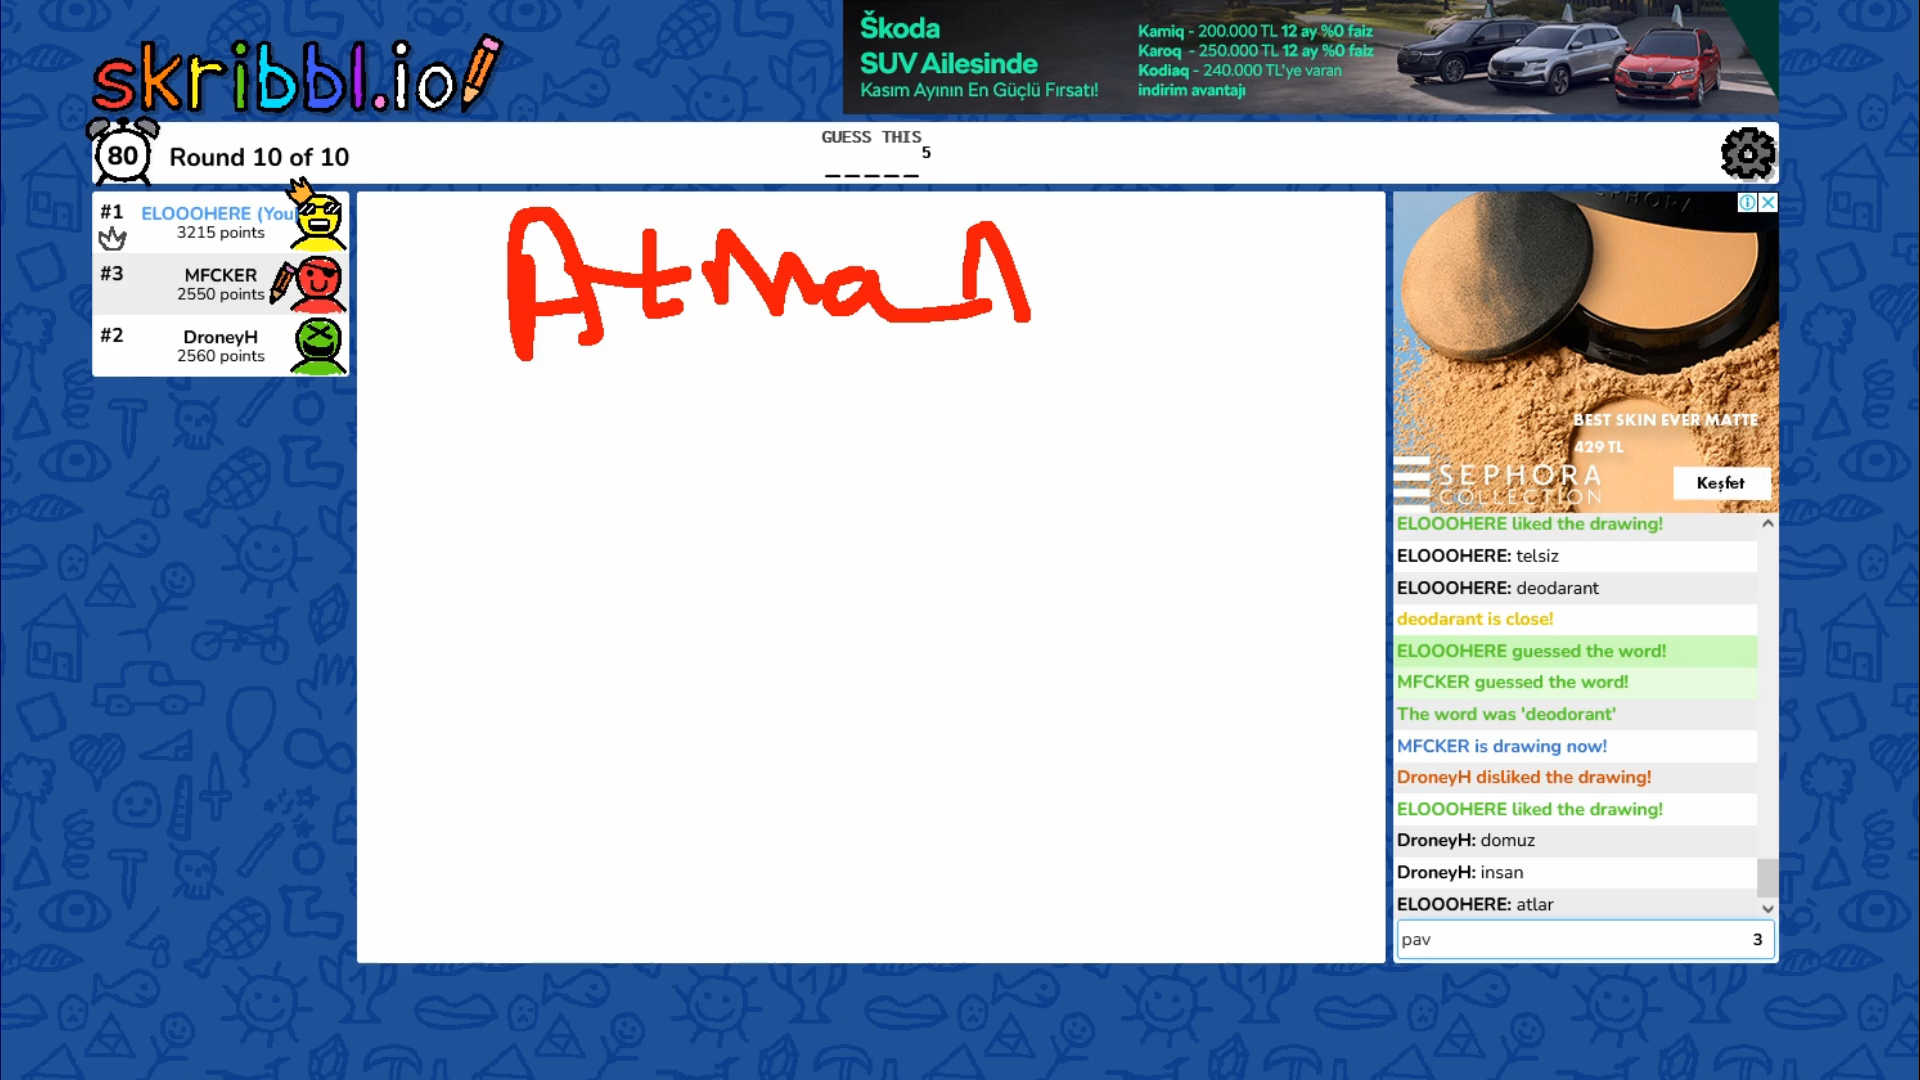 Škoda
SUV Ailesinde
Kasım Ayının En Güçlü Fırsatı!
Kamiq - 200.000 TL 12 ay %0 faiz
Karoq - 250.000 TL 12 ay %0 faiz
Kodiaq - 240.000 TL'ye varan
indirim avantajı
skribbl.io
80
Round 10 of 10
GUESS THIS
5
_____
#1
ELOOOHERE (You
3215 points
#3
MFCKER
2550 points
#2
DroneyH
2560 points
Atman
SEPHORA
BEST SKIN EVER MATTE
429 TL
SEPHORA
COLLECTION
Keşfet
ELOOOHERE liked the drawing!
ELOOOHERE: telsiz
ELOOOHERE: deodarant
deodarant is close!
ELOOOHERE guessed the word!
MFCKER guessed the word!
The word was 'deodorant'
MFCKER is drawing now!
DroneyH disliked the drawing!
ELOOOHERE liked the drawing!
DroneyH: domuz
DroneyH: insan
ELOOOHERE: atlar
pav
3